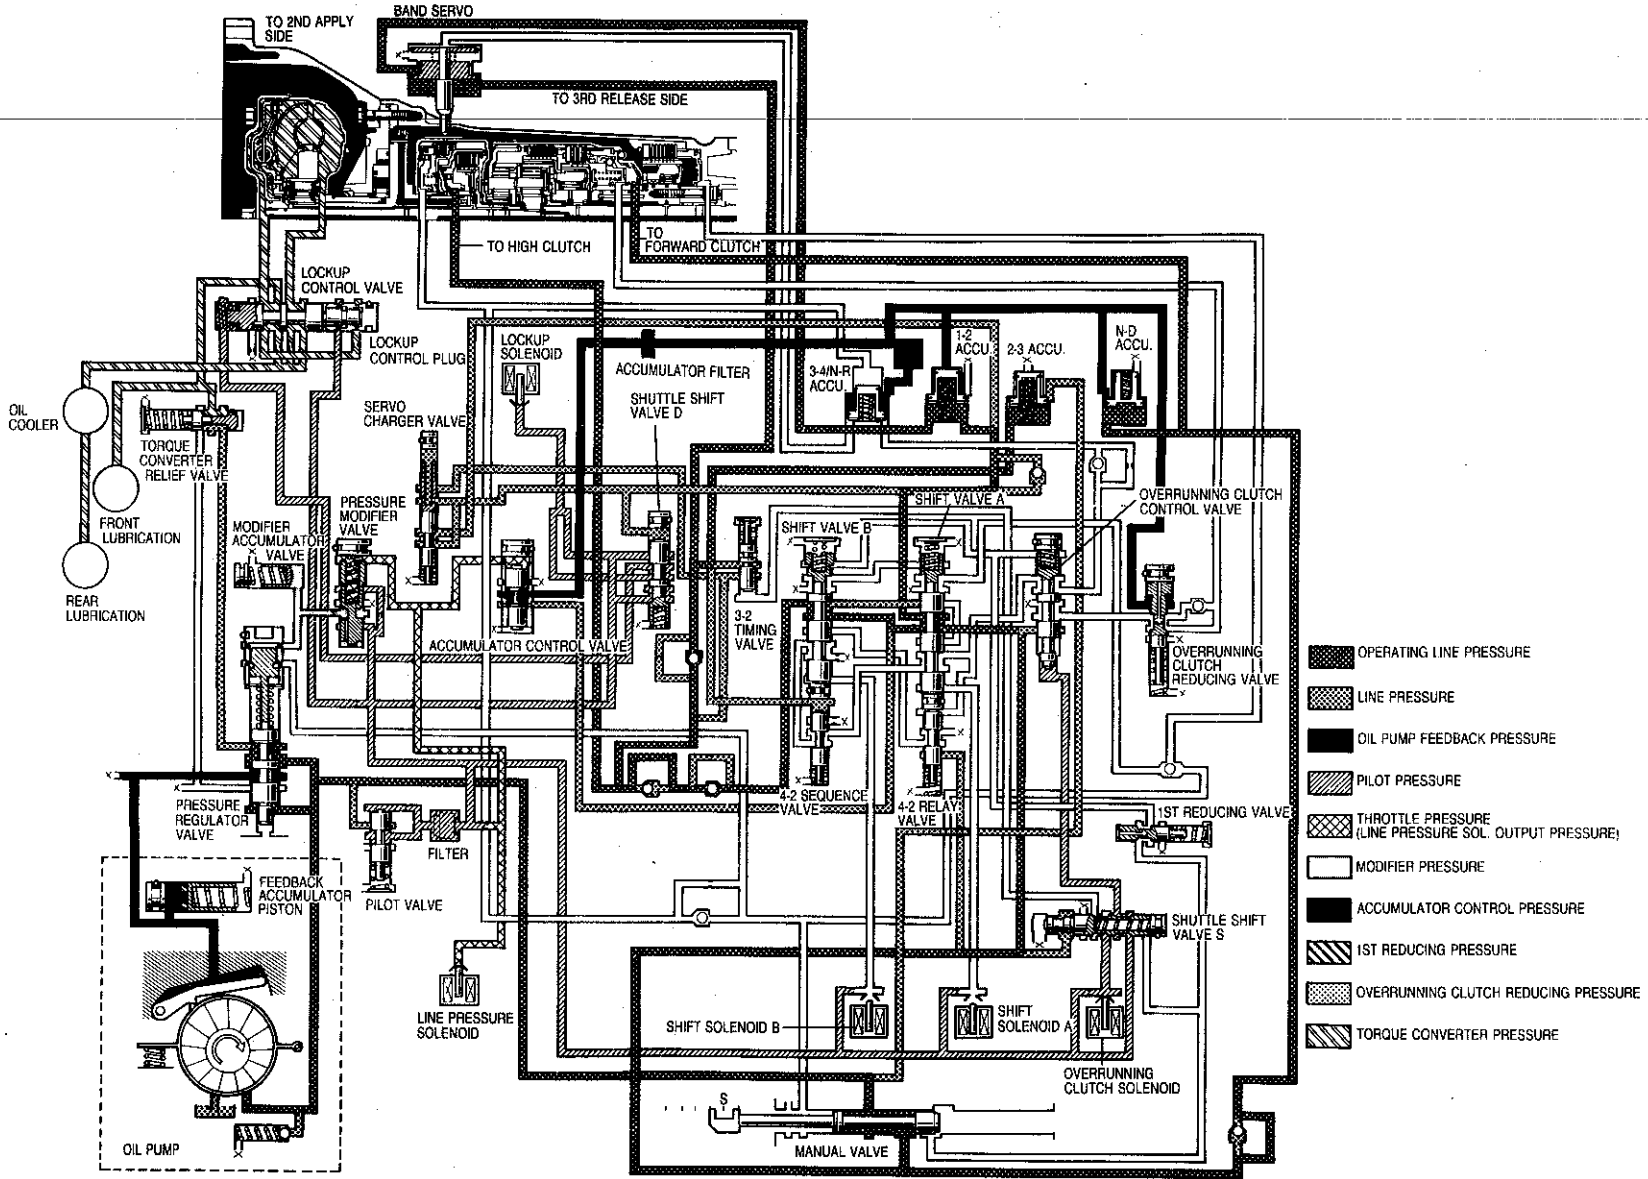 BAND SERVO
TO 2ND APPLY
SIDE
TO 3RD RELEASE SIDE
TO HIGH CLUTCH
TO
FORWARD CLUTCH
LOCKUP
CONTROL VALVE
LOCKUP
CONTROL PLUG
LOCKUP
SOLENOID
ACCUMULATOR FILTER
SHUTTLE SHIFT
VALVE D
3-4/N-R
ACCU.
1-2
ACCU.
2-3 ACCU.
N-D
ACCU.
OIL
COOLER
SERVO
CHARGER VALVE
TORQUE
CONVERTER
RELIEF VALVE
FRONT
LUBRICATION
REAR
LUBRICATION
MODIFIER
ACCUMULATOR
VALVE
PRESSURE
MODIFIER
VALVE
ACCUMULATOR CONTROL VALVE
3-2
TIMING
VALVE
SHIFT VALVE B
SHIFT VALVE A
OVERRUNNING CLUTCH
CONTROL VALVE
OVERRUNNING
CLUTCH
REDUCING VALVE
PRESSURE
REGULATOR
VALVE
PILOT VALVE
FILTER
4-2 SEQUENCE
VALVE
4-2 RELAY
VALVE
1ST REDUCING VALVE
SHUTTLE SHIFT
VALVE S
FEEDBACK
ACCUMULATOR
PISTON
OIL PUMP
LINE PRESSURE
SOLENOID
SHIFT SOLENOID B
SHIFT
SOLENOID A
OVERRUNNING
CLUTCH SOLENOID
S
MANUAL VALVE
OPERATING LINE PRESSURE
LINE PRESSURE
OIL PUMP FEEDBACK PRESSURE
PILOT PRESSURE
THROTTLE PRESSURE
(LINE PRESSURE SOL. OUTPUT PRESSURE)
MODIFIER PRESSURE
ACCUMULATOR CONTROL PRESSURE
1ST REDUCING PRESSURE
OVERRUNNING CLUTCH REDUCING PRESSURE
TORQUE CONVERTER PRESSURE